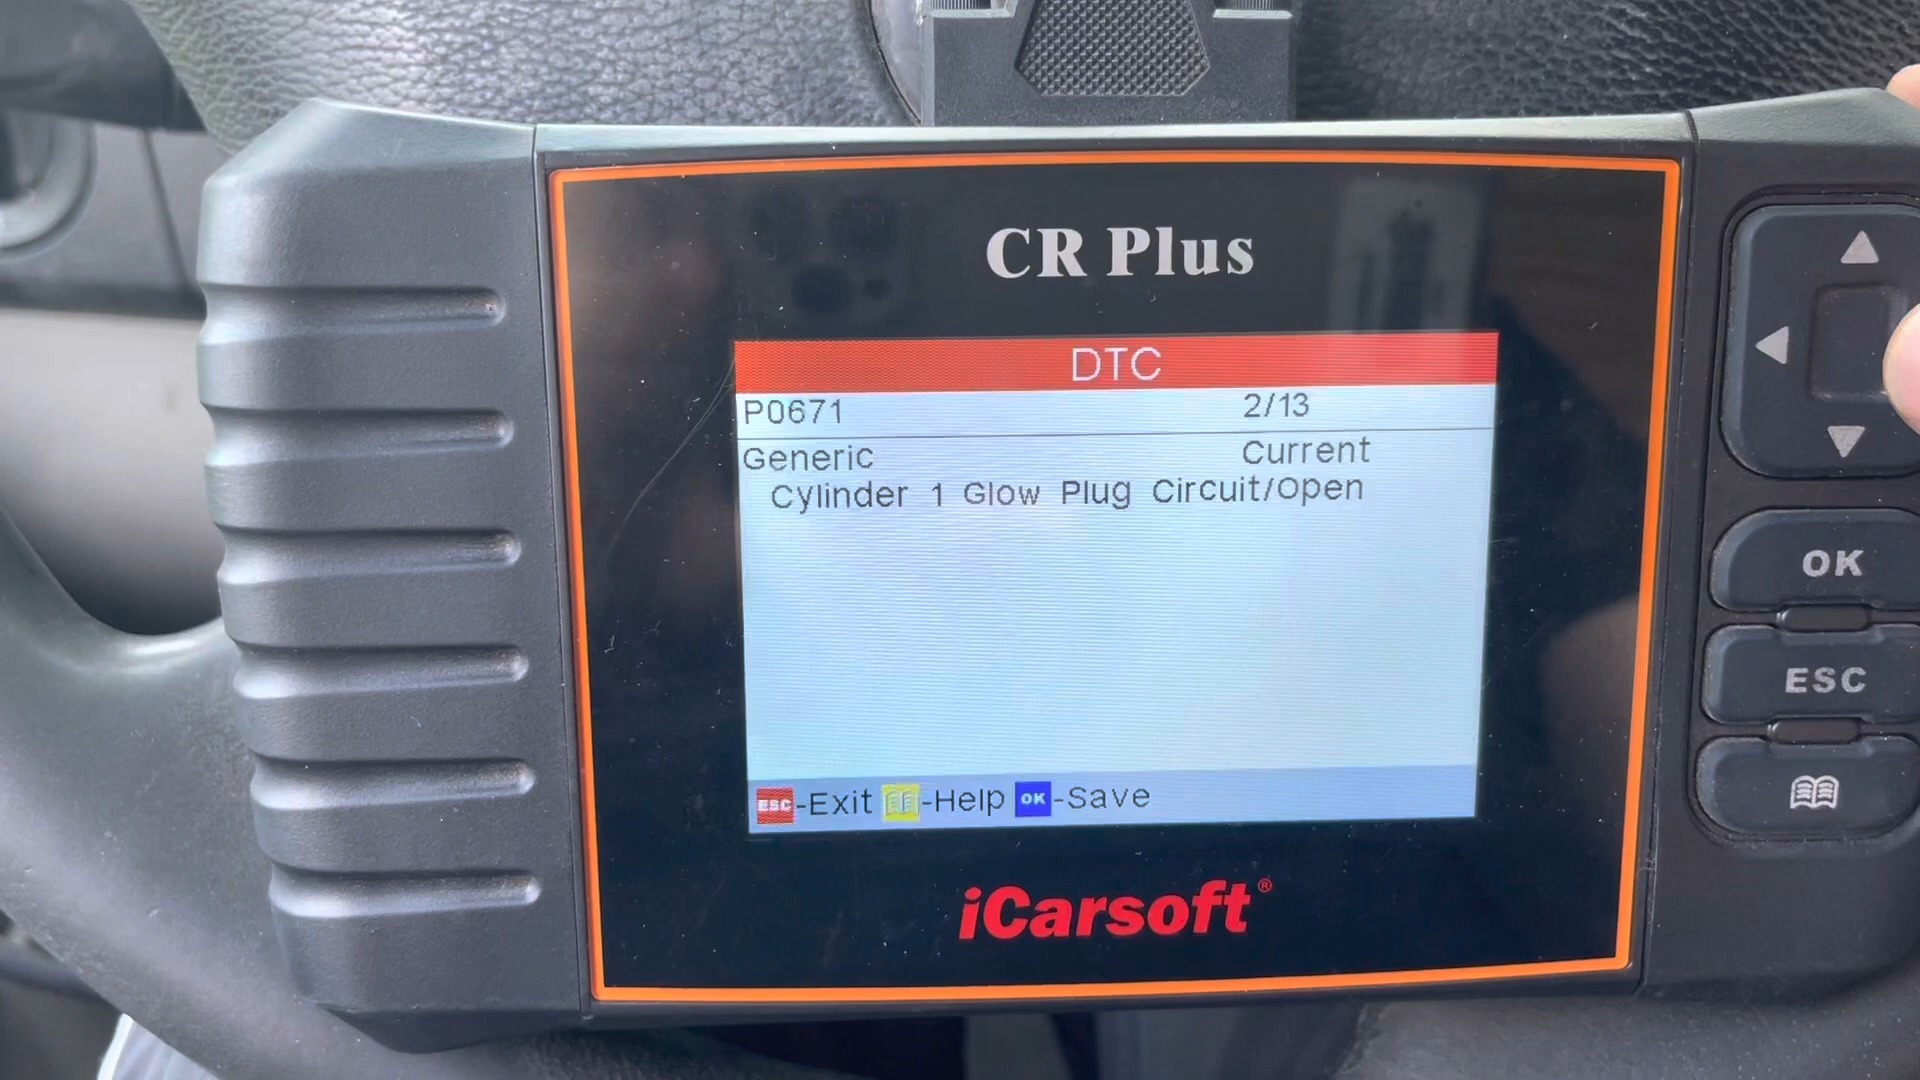 CR Plus
DTC
P0671 2/13
Generic Current
Cylinder 1 Glow Plug Circuit/Open
ESC-Exit -Help OK-Save
iCarsoft®
OK
ESC